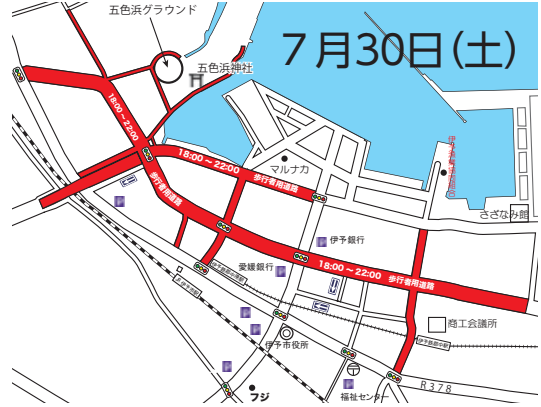 五色浜グラウンド
7月30日(土)
五色浜神社
18:00～22:00
18:00～22:00
マルナカ
歩行者用道路
歩行者用道路
さざなみ館
伊予銀行
愛媛銀行
18:00～22:00 歩行者用道路
商工会議所
伊予市役所
福祉センター
フジ
R378